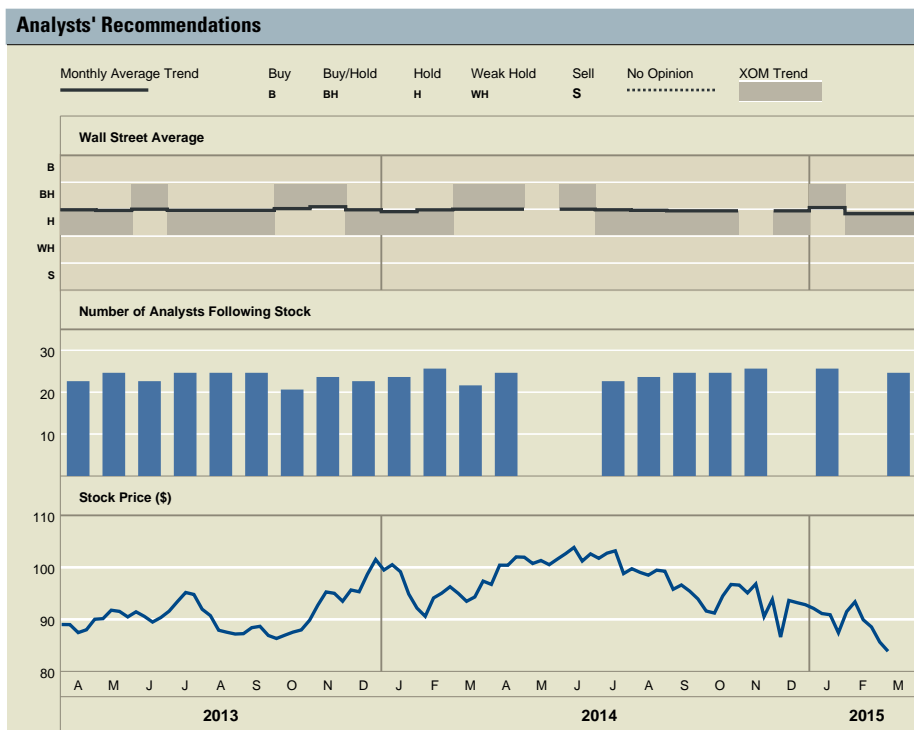 Analysts' Recommendations
Monthly Average Trend Buy Buy/Hold Hold Weak Hold Sell No Opinion XOM Trend
B BH H WH S
Wall Street Average
B
BH
H
WH
S
Number of Analysts Following Stock
30
20
10
Stock Price ($)
110
100
90
80
A M J J A S O N D J F M A M J J A S O N D J F M
2013 2014 2015